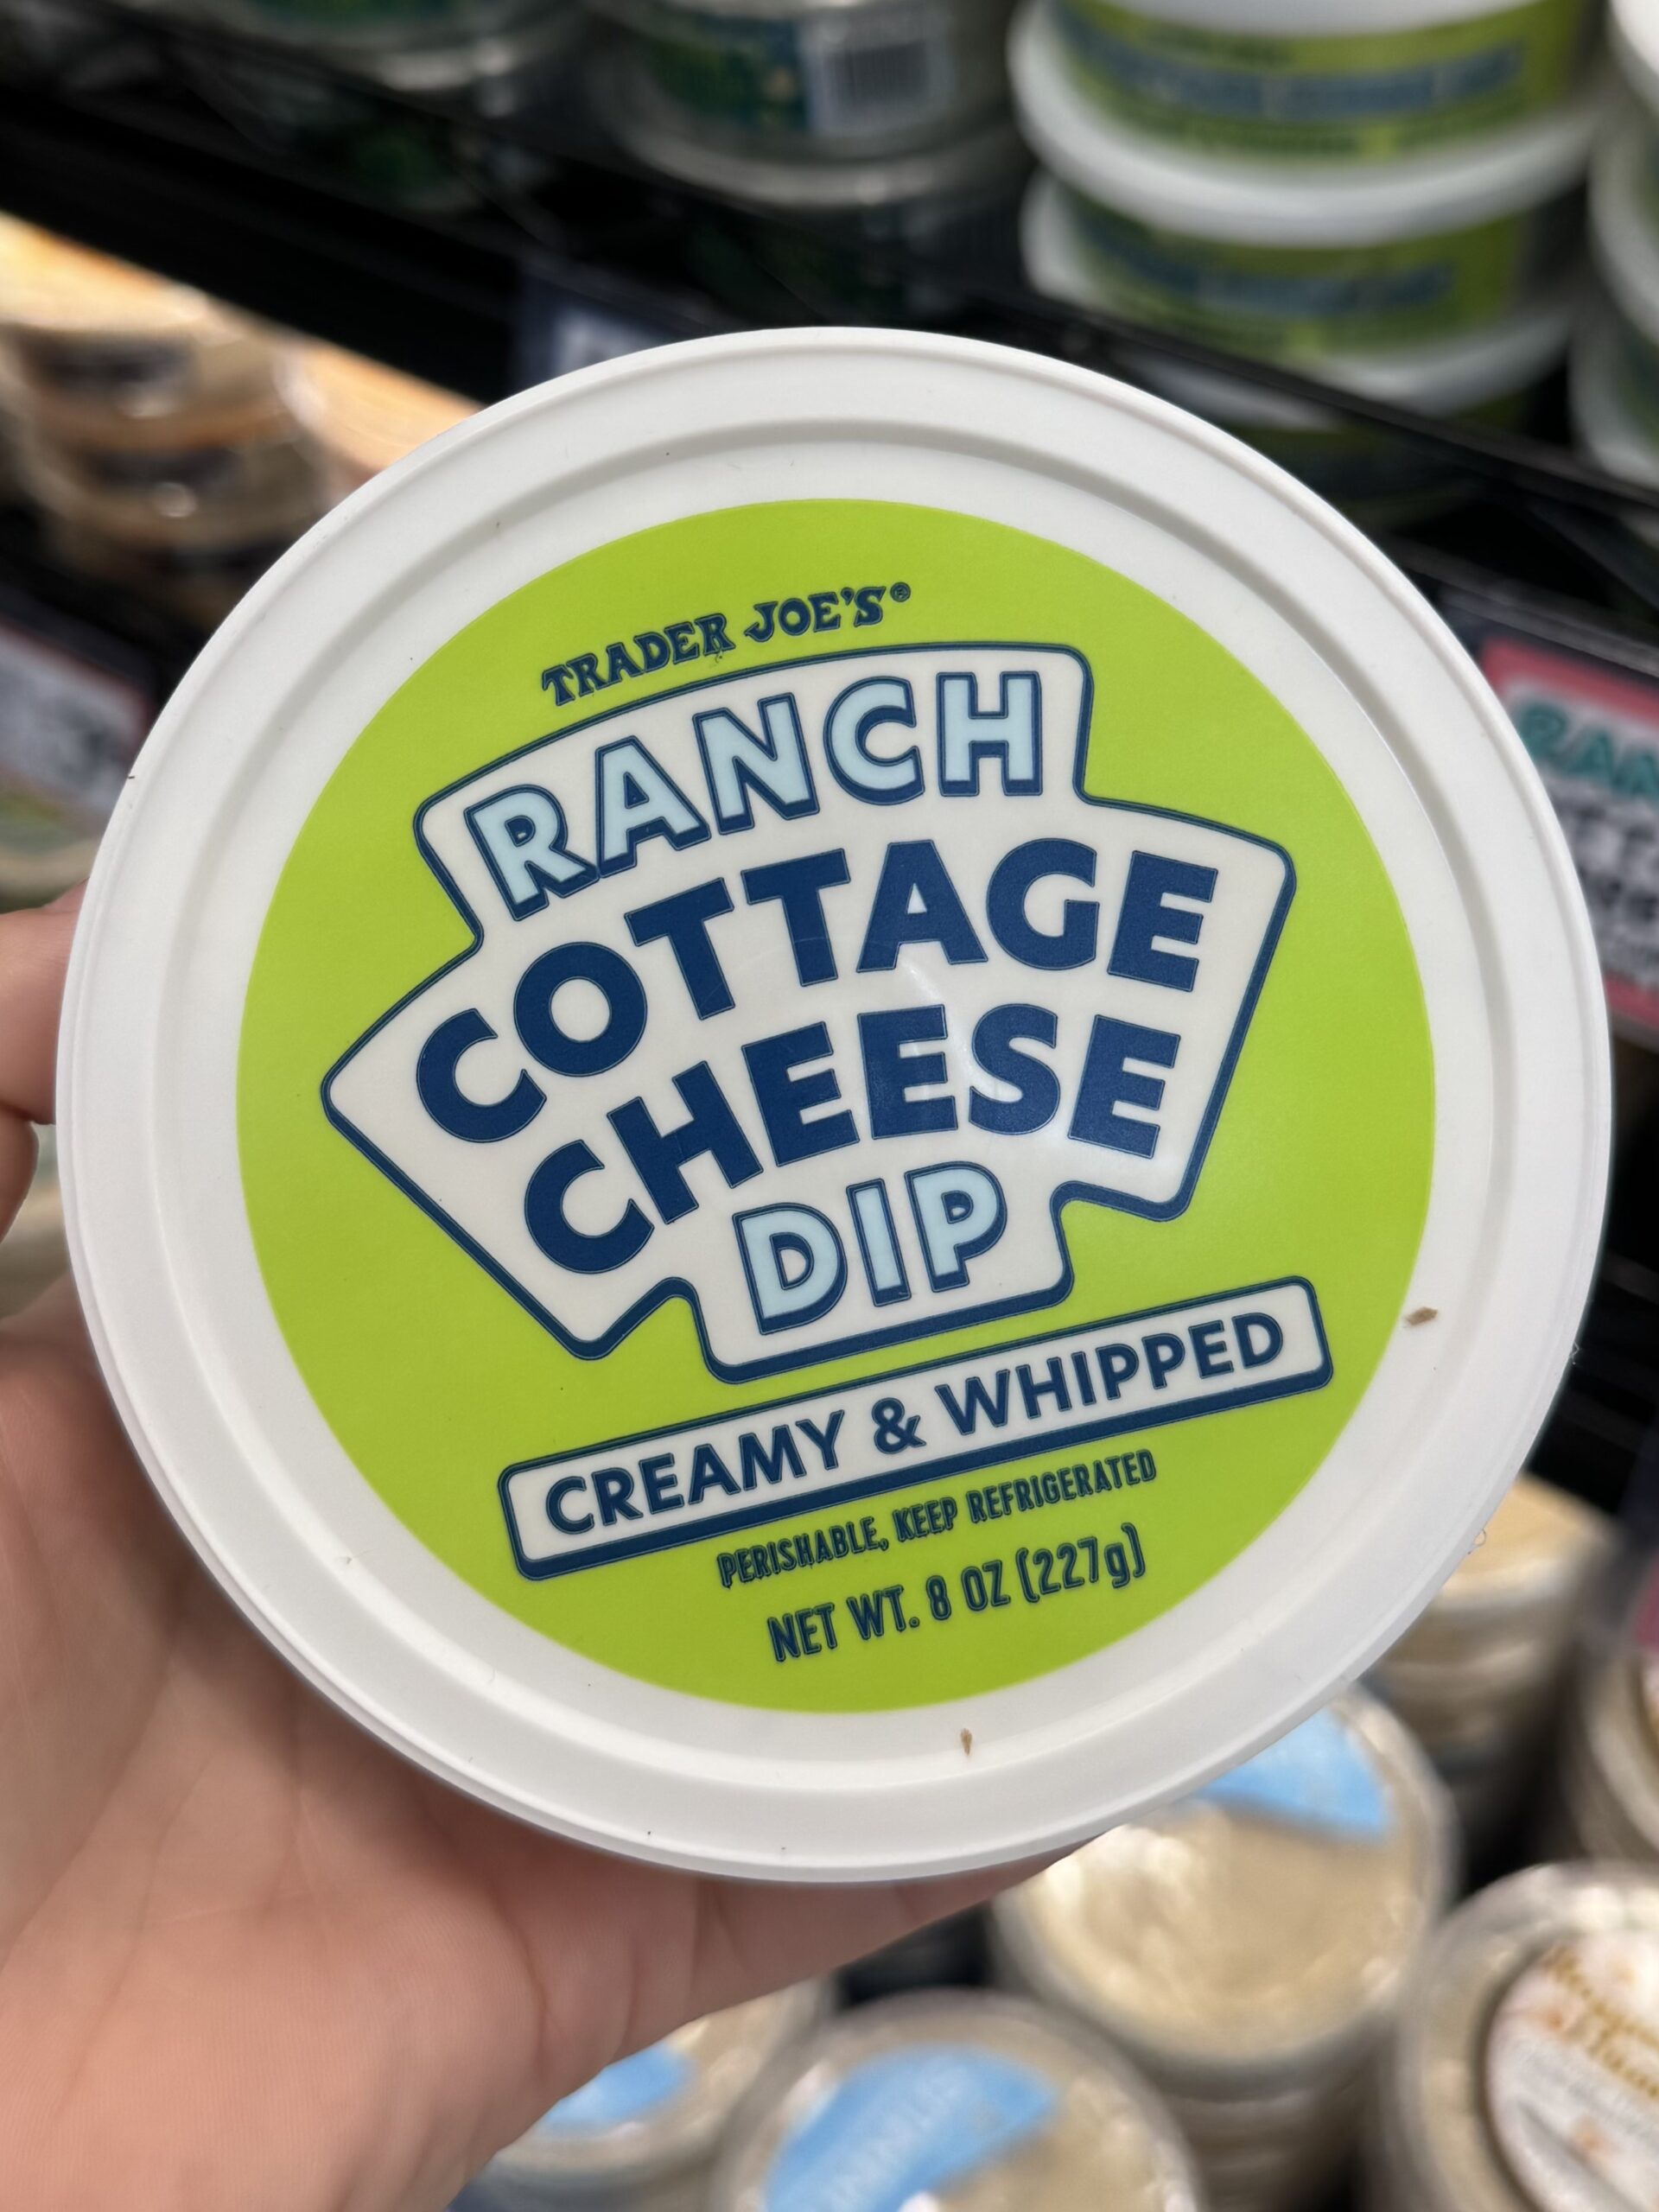 TRADER JOE'S®
RANCH
COTTAGE
CHEESE
DIP
CREAMY & WHIPPED
PERISHABLE, KEEP REFRIGERATED
NET WT. 8 OZ (227g)